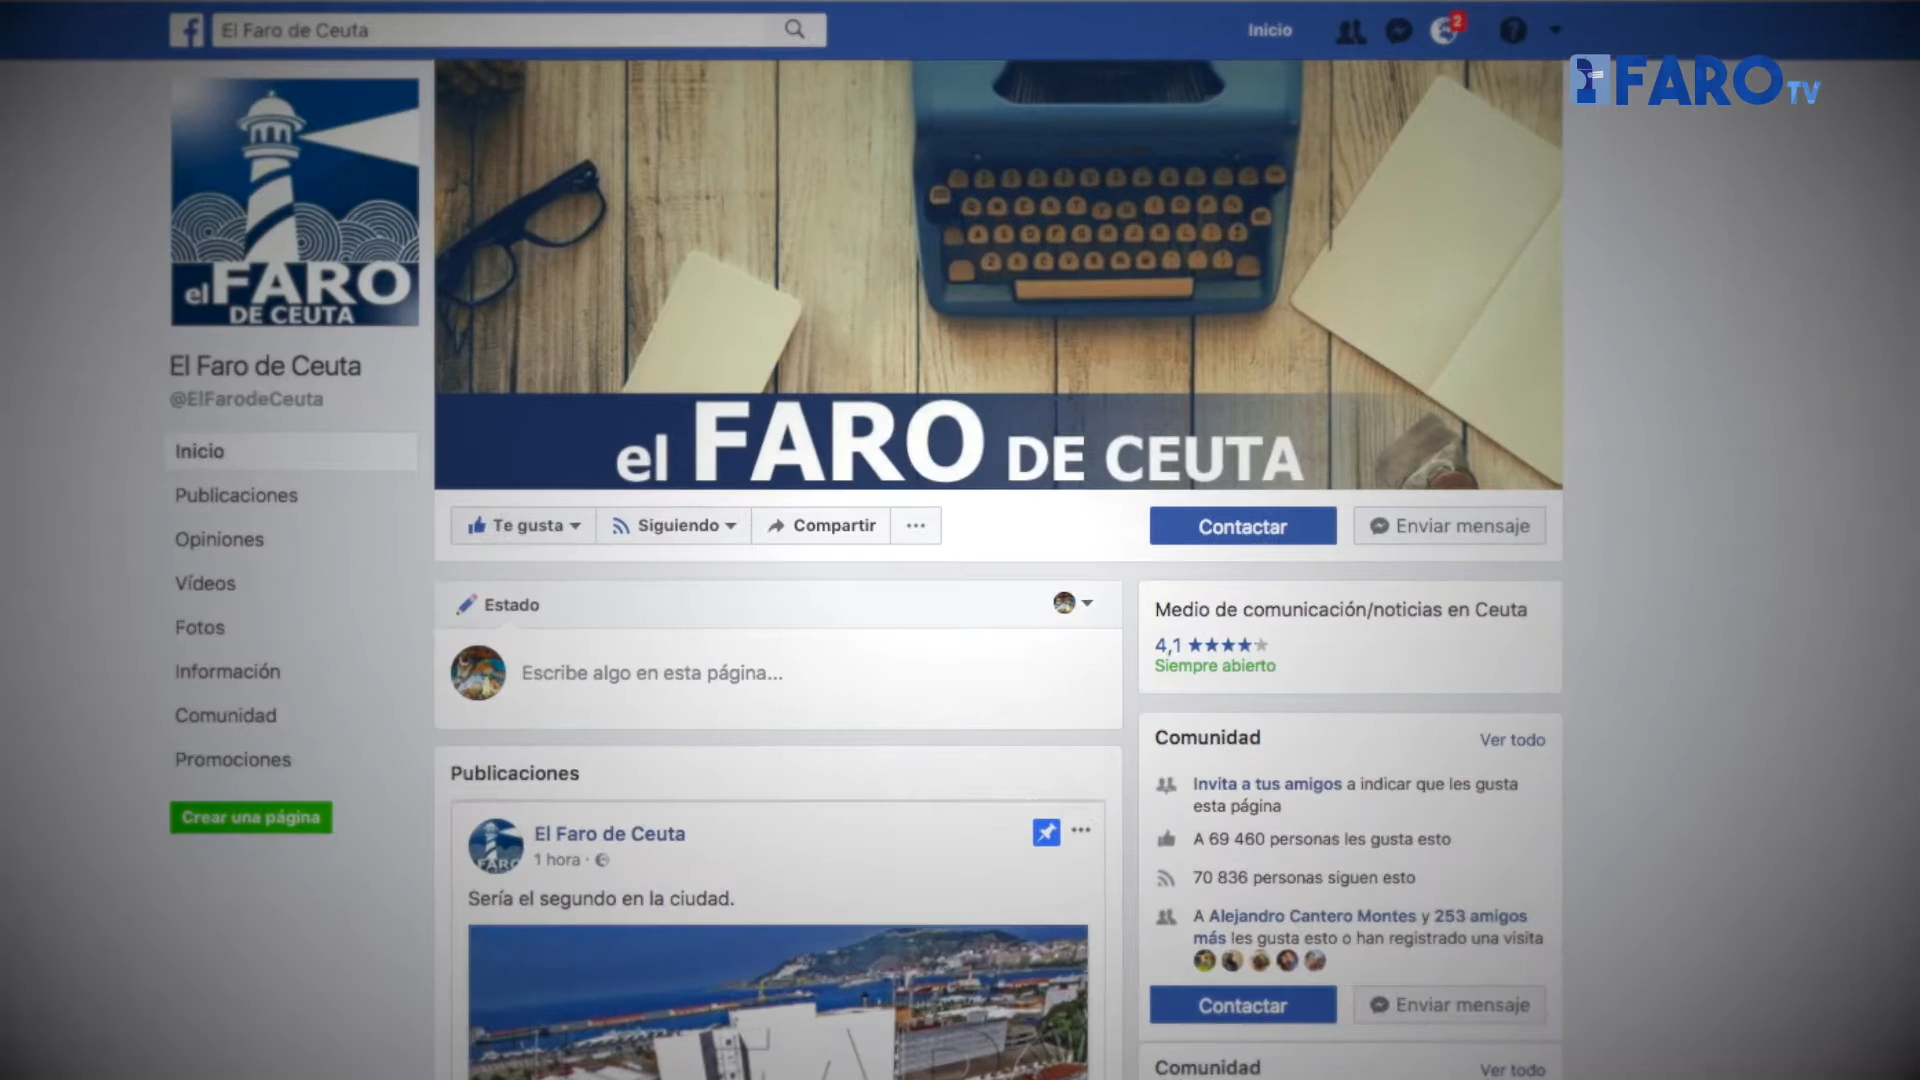 El Faro de Ceuta
Inicio
2
?
FARO TV
el FARO
DE CEUTA
El Faro de Ceuta
@ElFarodeCeuta
Inicio
Publicaciones
Opiniones
Vídeos
Fotos
Información
Comunidad
Promociones
Crear una página
el FARO DE CEUTA
Te gusta
Siguiendo
Compartir
...
Contactar
Enviar mensaje
Estado
Escribe algo en esta página...
Publicaciones
El Faro de Ceuta
1 hora ·
Sería el segundo en la ciudad.
Medio de comunicación/noticias en Ceuta
4,1 ★★★★★
Siempre abierto
Comunidad
Ver todo
Invita a tus amigos a indicar que les gusta
esta página
A 69 460 personas les gusta esto
70 836 personas siguen esto
A Alejandro Cantero Montes y 253 amigos
más les gusta esto o han registrado una visita
Contactar
Enviar mensaje
Comunidad
Ver todo